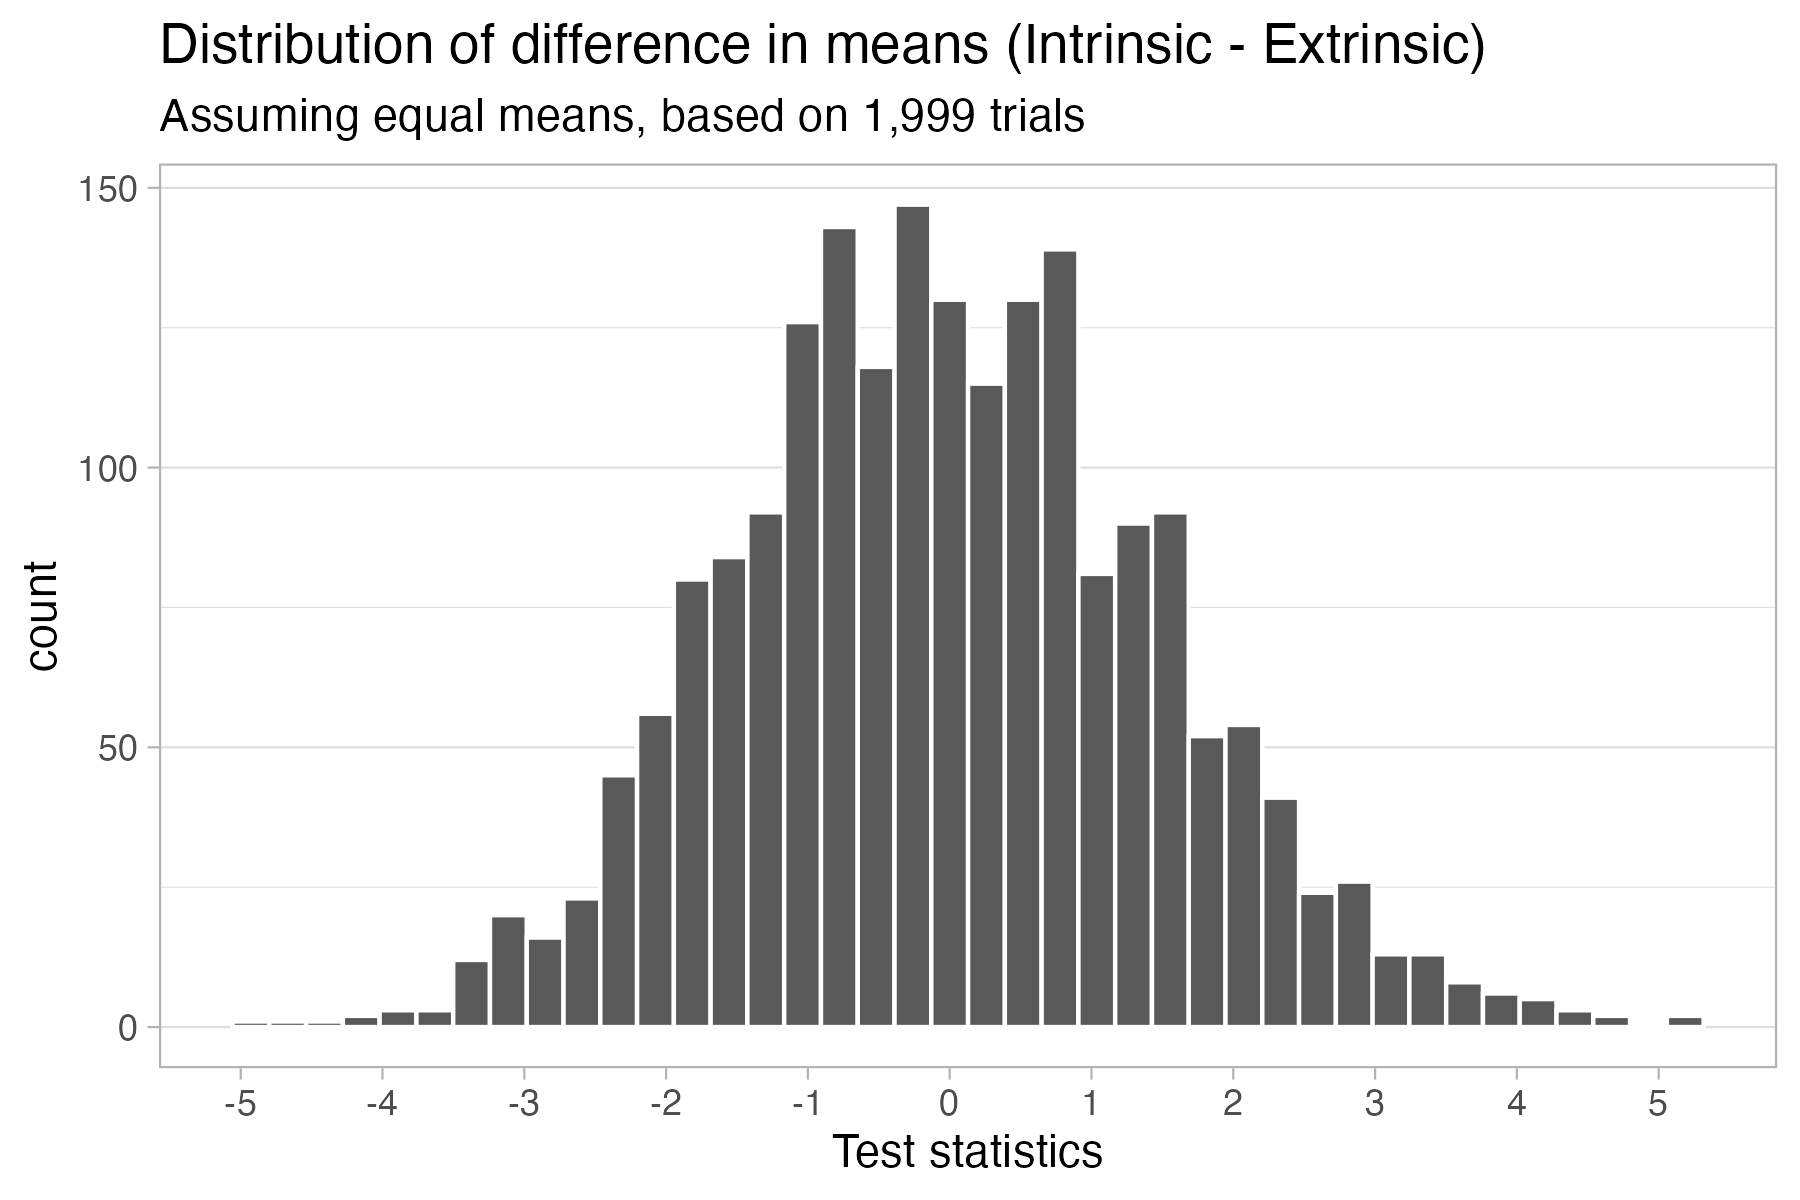 Distribution of difference in means (Intrinsic - Extrinsic)
Assuming equal means, based on 1,999 trials
150
100
50
0
count
-5 -4 -3 -2 -1 0 1 2 3 4 5
Test statistics